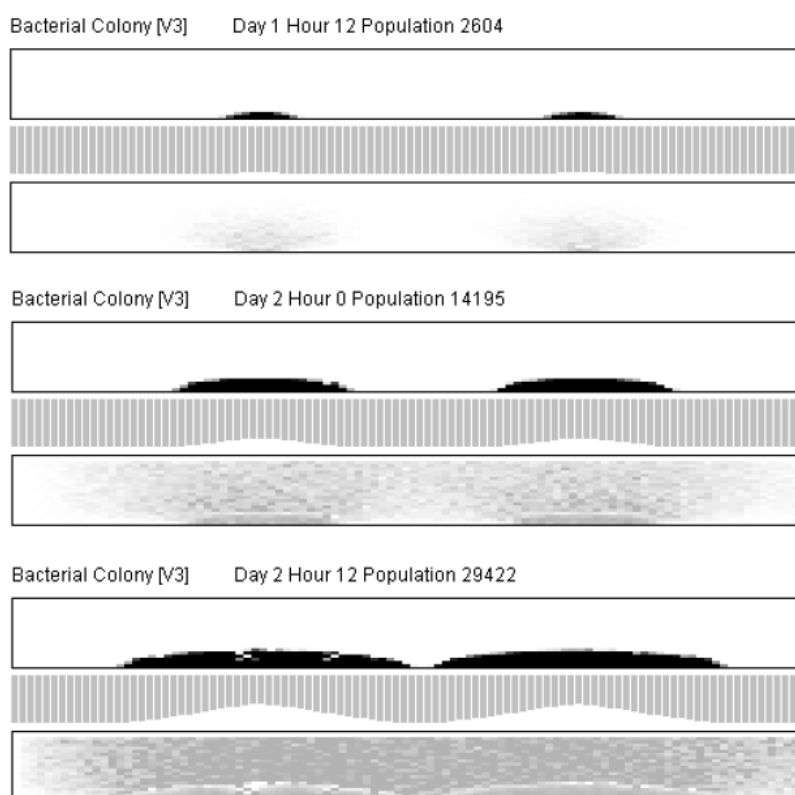 Bacterial Colony [V3] Day 1 Hour 12 Population 2604
Bacterial Colony [V3] Day 2 Hour 0 Population 14195
Bacterial Colony [V3] Day 2 Hour 12 Population 29422